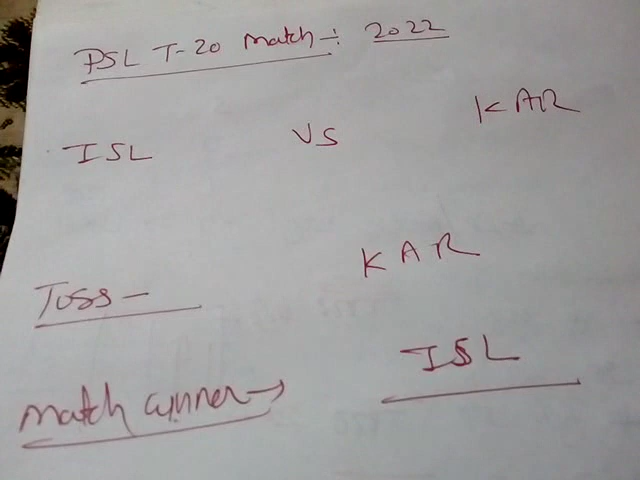 PSL T-20 Match ÷ 2022
ISL VS KAR
Toss — KAR
Match winner → ISL